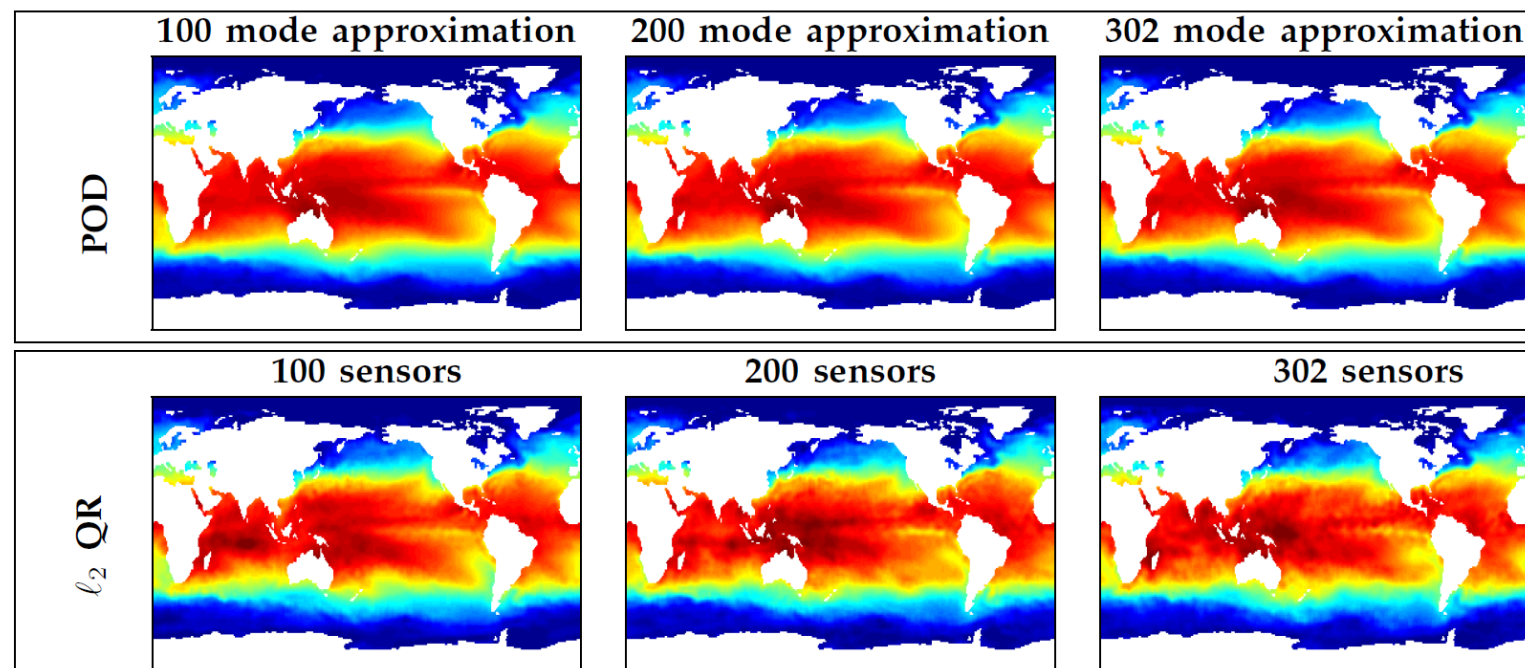 100 mode approximation
200 mode approximation
302 mode approximation
POD
100 sensors
200 sensors
302 sensors
ℓ₂ QR